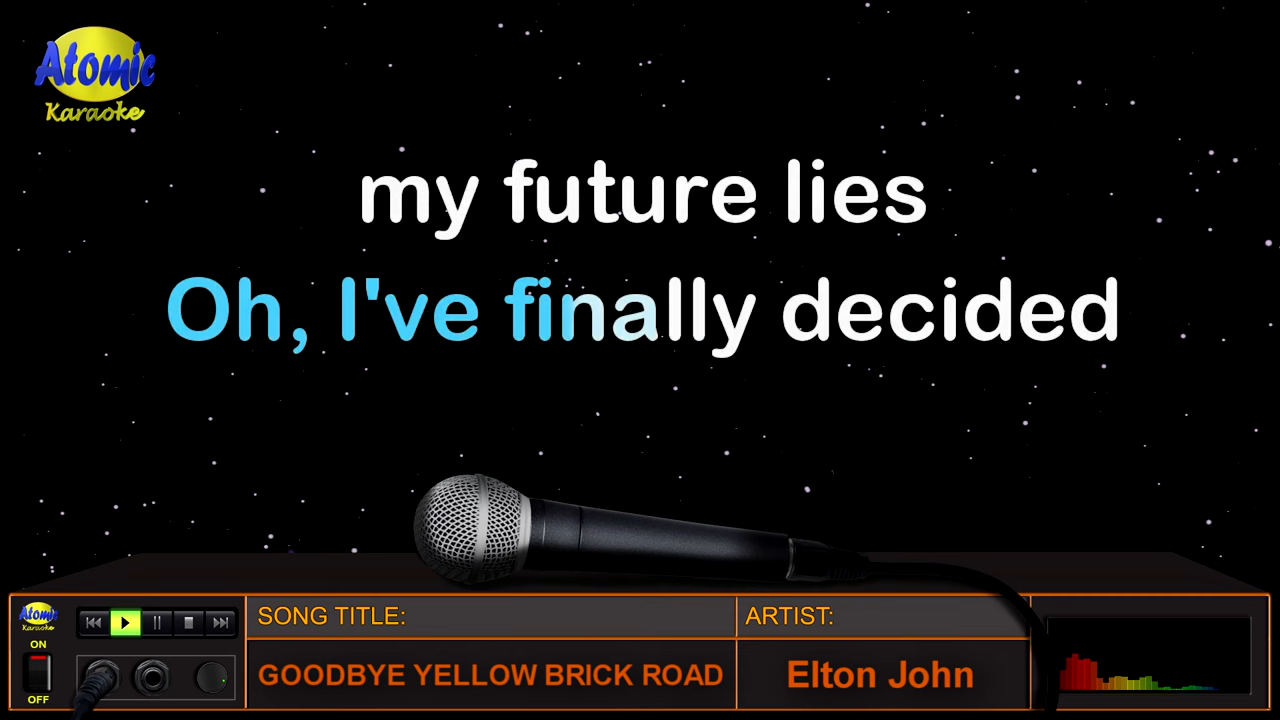 Atomic
Karaoke
my future lies
Oh, I've finally decided
Atomic
Karaoke
ON
OFF
SONG TITLE:
GOODBYE YELLOW BRICK ROAD
ARTIST:
Elton John